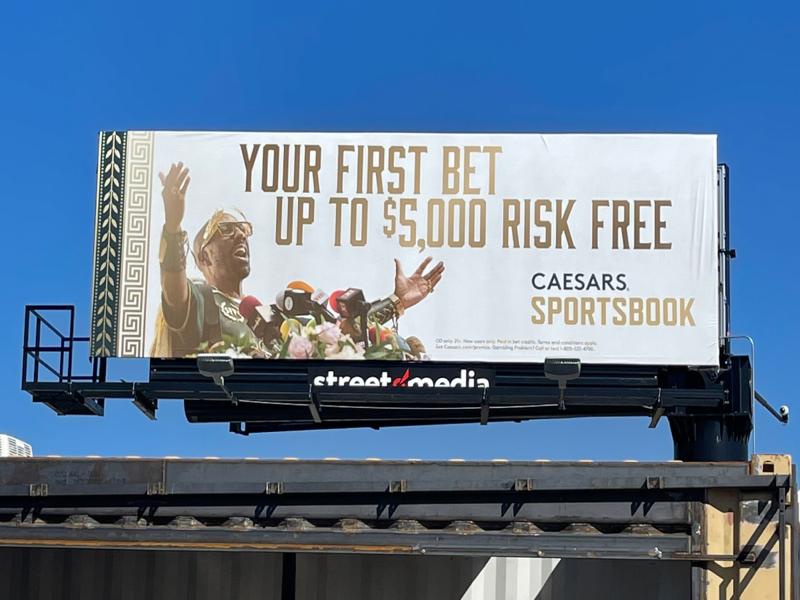 YOUR FIRST BET
UP TO $5,000 RISK FREE
CAESARS
SPORTSBOOK
CO only. 21+. New users only. Paid in bet credits. Terms and conditions apply.
See Caesars.com/promos. Gambling Problem? Call or text 1-800-522-4700.
street media